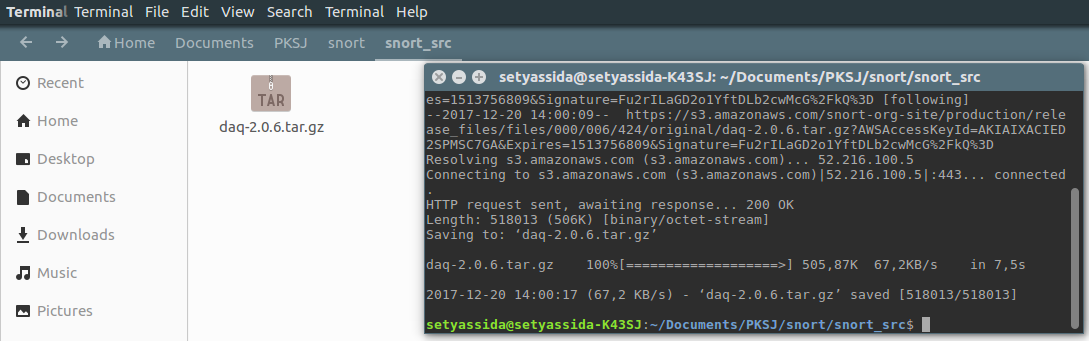 Terminal Terminal File Edit View Search Terminal Help
Home Documents PKSJ snort snort_src
Recent
Home
Desktop
Documents
Downloads
Music
Pictures
TAR
daq-2.0.6.tar.gz
setyassida@setyassida-K43SJ: ~/Documents/PKSJ/snort/snort_src
es=1513756809&Signature=Fu2rILaGD2o1YftDLb2cwMcG%2FkQ%3D [following]
--2017-12-20 14:00:09--  https://s3.amazonaws.com/snort-org-site/production/rele
ase_files/files/000/006/424/original/daq-2.0.6.tar.gz?AWSAccessKeyId=AKIAIXACIED
2SPMSC7GA&Expires=1513756809&Signature=Fu2rILaGD2o1YftDLb2cwMcG%2FkQ%3D
Resolving s3.amazonaws.com (s3.amazonaws.com)... 52.216.100.5
Connecting to s3.amazonaws.com (s3.amazonaws.com)|52.216.100.5|:443... connected
.
HTTP request sent, awaiting response... 200 OK
Length: 518013 (506K) [binary/octet-stream]
Saving to: ‘daq-2.0.6.tar.gz’
daq-2.0.6.tar.gz    100%[===================>] 505,87K  67,2KB/s    in 7,5s
2017-12-20 14:00:17 (67,2 KB/s) - ‘daq-2.0.6.tar.gz’ saved [518013/518013]
setyassida@setyassida-K43SJ:~/Documents/PKSJ/snort/snort_src$